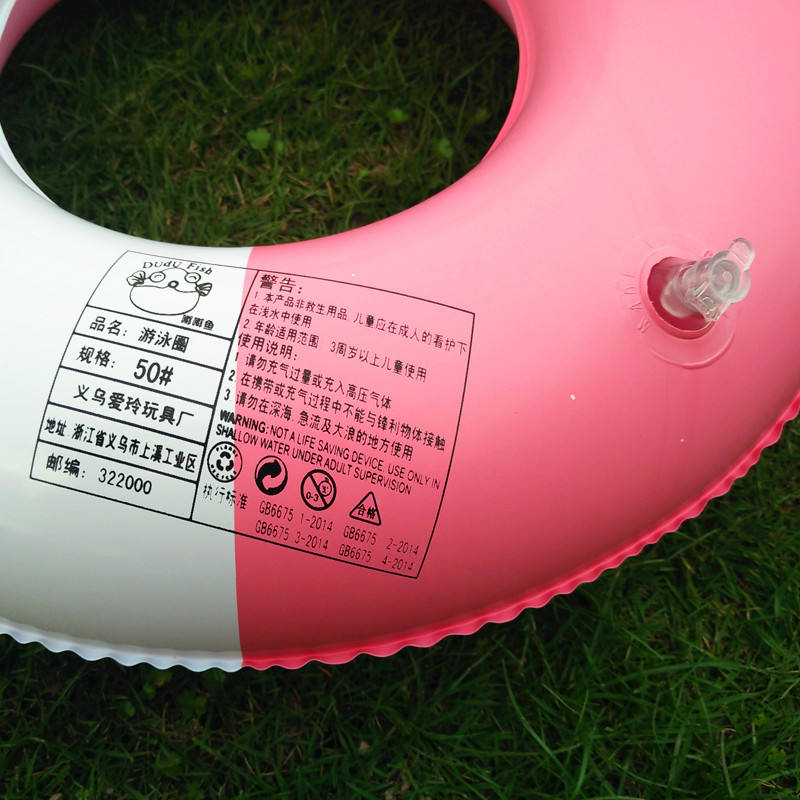 DUdU Fish
嘟嘟鱼
品名: 游泳圈
规格: 50#
义乌爱玲玩具厂
地址 浙江省义乌市上溪工业区
邮编: 322000
警告:
1 本产品非救生用品 儿童应在成人的看护下
在浅水中使用
2 年龄适用范围 3周岁以上儿童使用
使用说明:
1 请勿充气过量或充入高压气体
2 在携带或充气过程中不能与锋利物体接触
3 请勿在深海, 急流及大浪的地方使用
WARNING: NOT A LIFE SAVING DEVICE. USE ONLY IN
SHALLOW WATER UNDER ADULT SUPERVISION
0-3
合格
执行标准
GB6675 1-2014 GB6675 2-2014
GB6675 3-2014 GB6675 4-2014